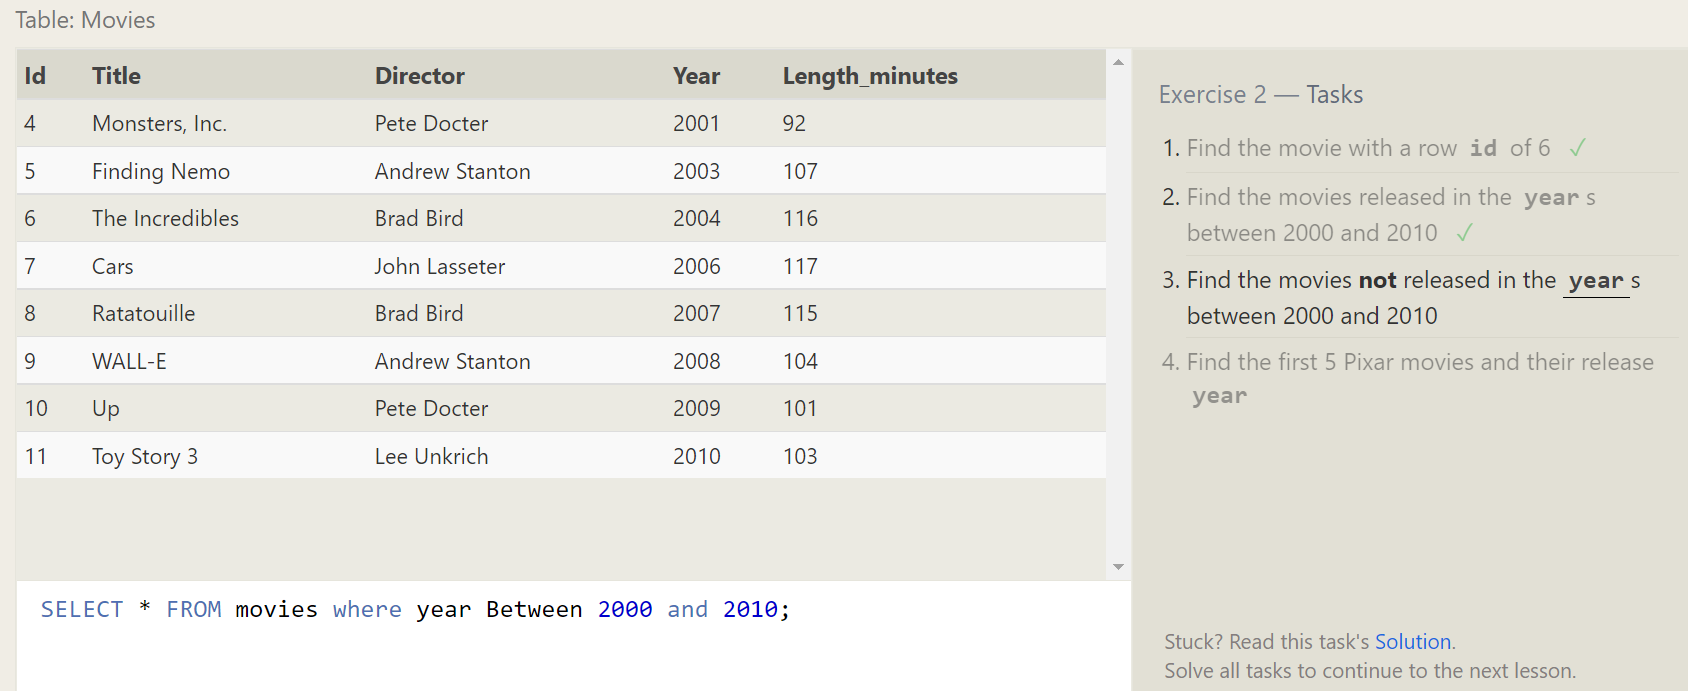 Table: Movies
Id Title Director Year Length_minutes
4 Monsters, Inc. Pete Docter 2001 92
5 Finding Nemo Andrew Stanton 2003 107
6 The Incredibles Brad Bird 2004 116
7 Cars John Lasseter 2006 117
8 Ratatouille Brad Bird 2007 115
9 WALL-E Andrew Stanton 2008 104
10 Up Pete Docter 2009 101
11 Toy Story 3 Lee Unkrich 2010 103
SELECT * FROM movies where year Between 2000 and 2010;
Exercise 2 — Tasks
1. Find the movie with a row id of 6 ✓
2. Find the movies released in the year s
between 2000 and 2010 ✓
3. Find the movies not released in the year s
between 2000 and 2010
4. Find the first 5 Pixar movies and their release
year
Stuck? Read this task's Solution.
Solve all tasks to continue to the next lesson.